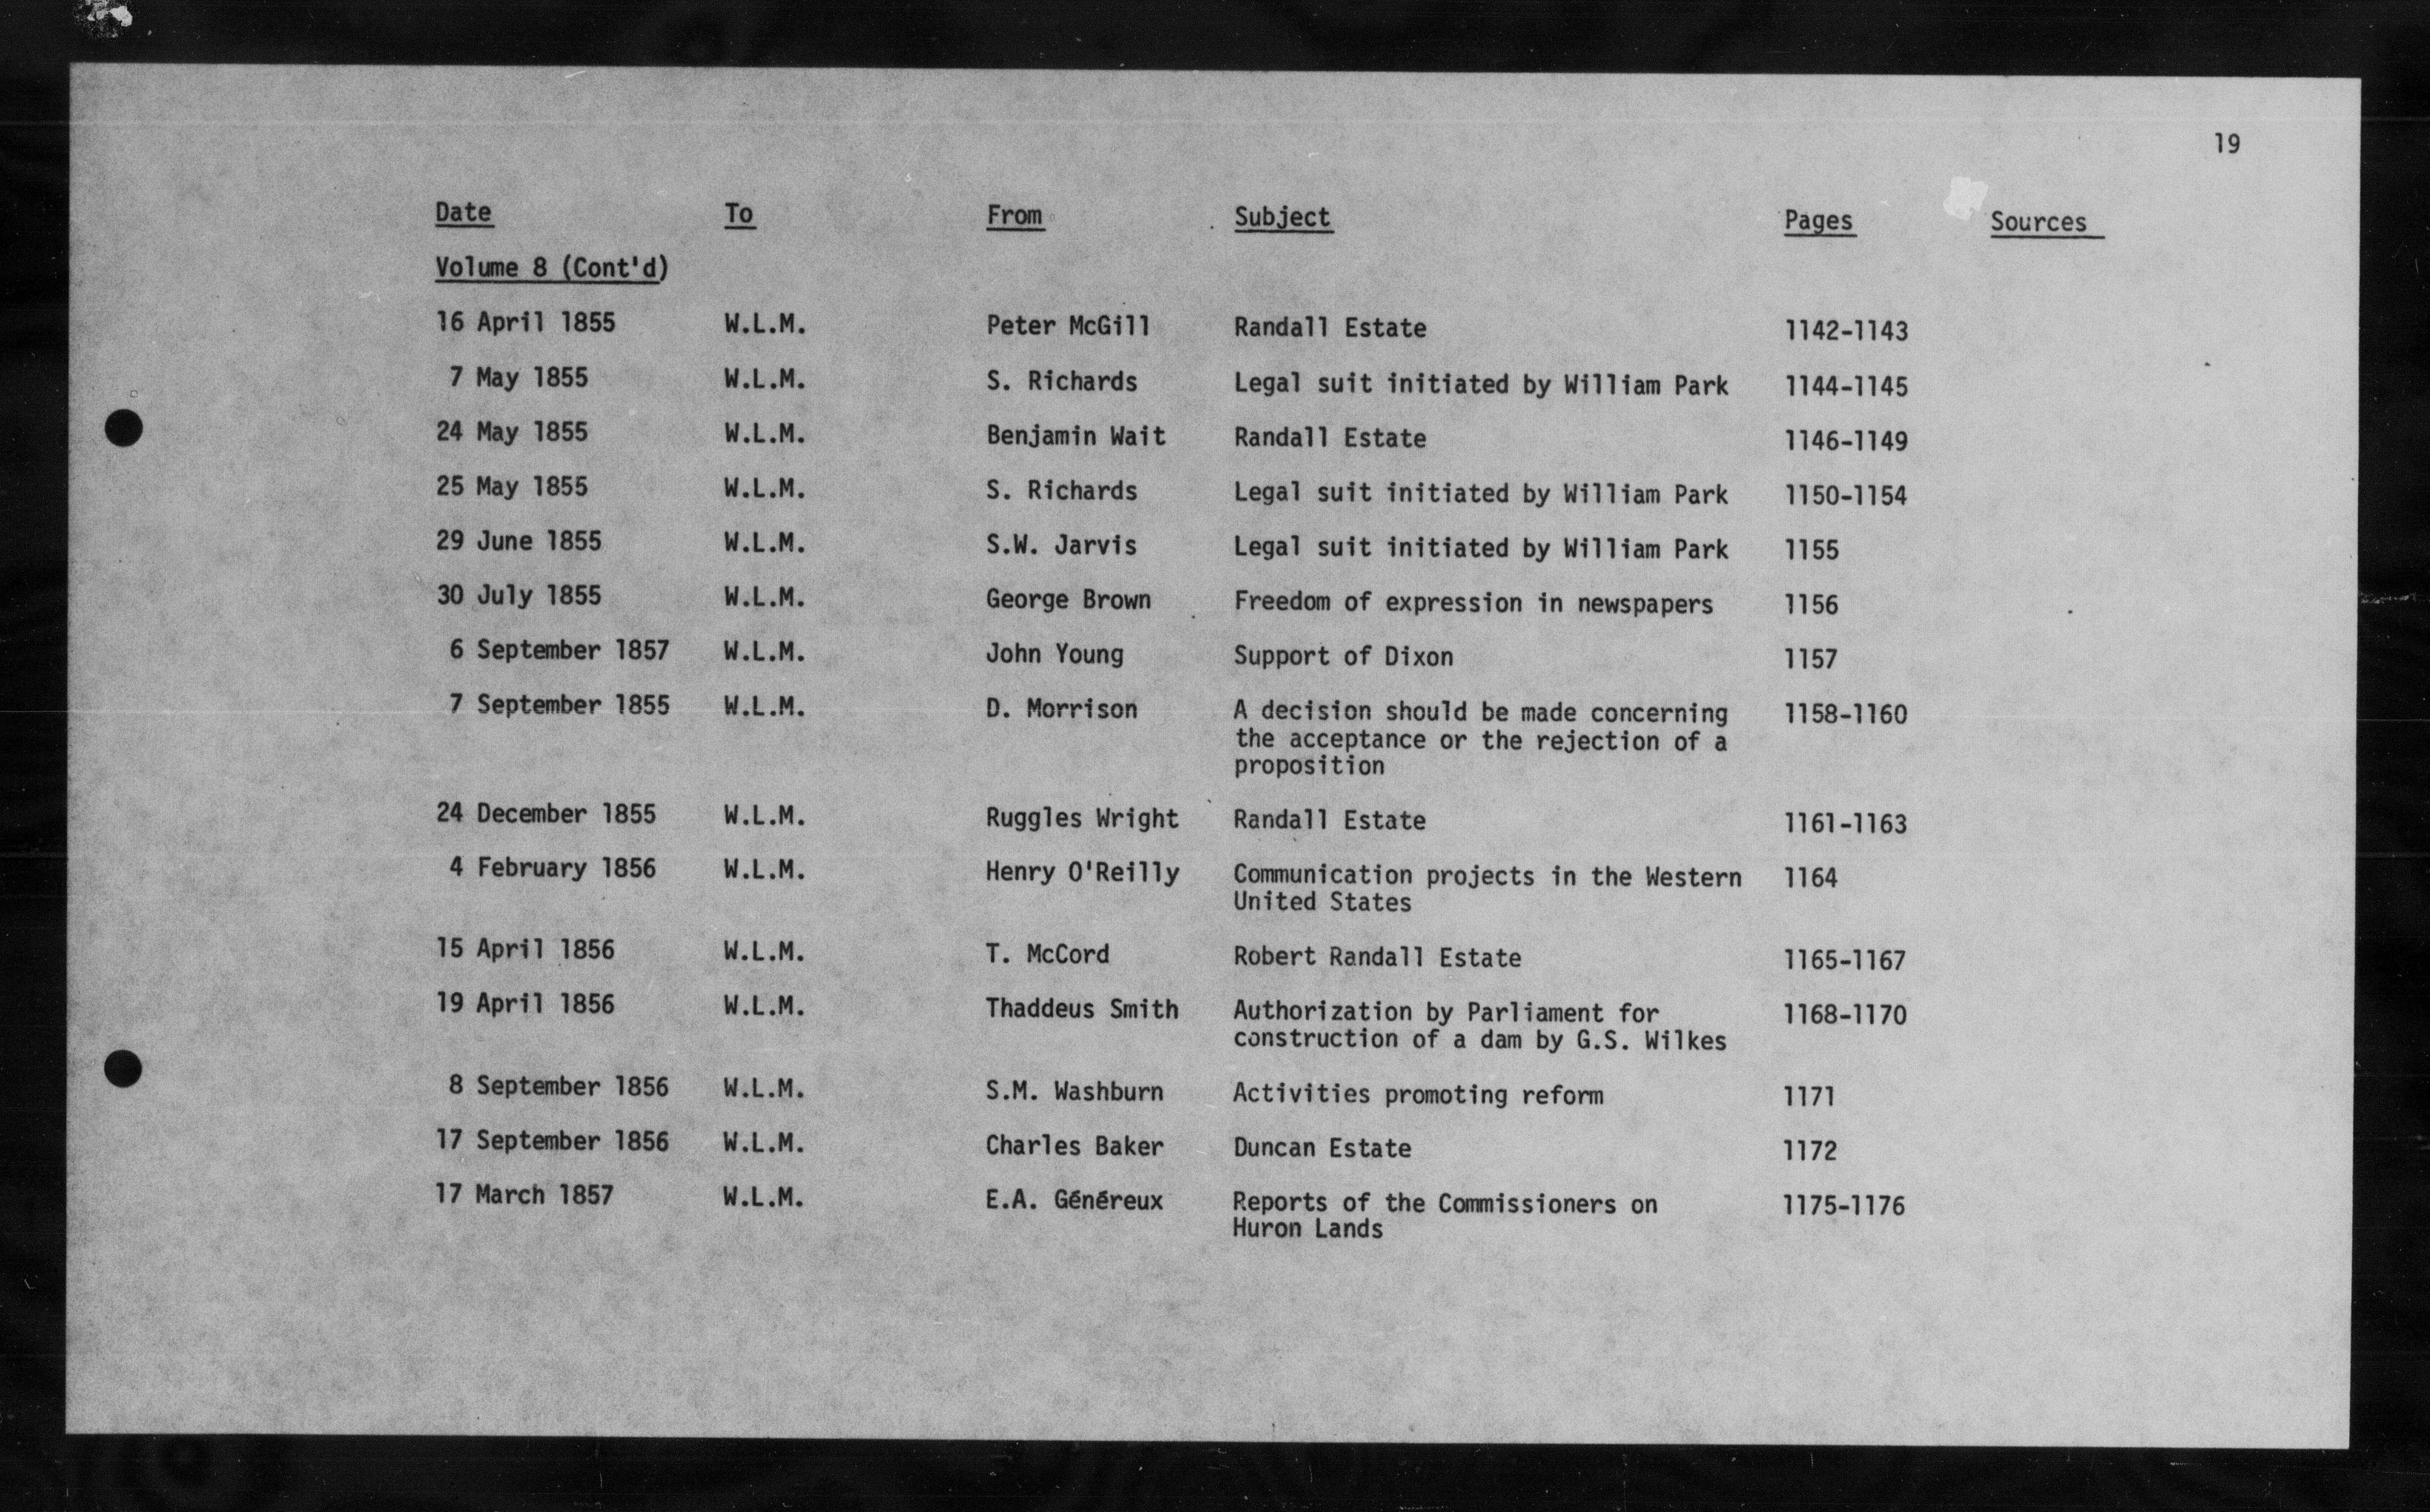 19
Date To From Subject Pages Sources
Volume 8 (Cont'd)
16 April 1855 W.L.M. Peter McGill Randall Estate 1142-1143
7 May 1855 W.L.M. S. Richards Legal suit initiated by William Park 1144-1145
24 May 1855 W.L.M. Benjamin Wait Randall Estate 1146-1149
25 May 1855 W.L.M. S. Richards Legal suit initiated by William Park 1150-1154
29 June 1855 W.L.M. S.W. Jarvis Legal suit initiated by William Park 1155
30 July 1855 W.L.M. George Brown Freedom of expression in newspapers 1156
6 September 1857 W.L.M. John Young Support of Dixon 1157
7 September 1855 W.L.M. D. Morrison A decision should be made concerning 1158-1160
the acceptance or the rejection of a
proposition
24 December 1855 W.L.M. Ruggles Wright Randall Estate 1161-1163
4 February 1856 W.L.M. Henry O'Reilly Communication projects in the Western 1164
United States
15 April 1856 W.L.M. T. McCord Robert Randall Estate 1165-1167
19 April 1856 W.L.M. Thaddeus Smith Authorization by Parliament for 1168-1170
construction of a dam by G.S. Wilkes
8 September 1856 W.L.M. S.M. Washburn Activities promoting reform 1171
17 September 1856 W.L.M. Charles Baker Duncan Estate 1172
17 March 1857 W.L.M. E.A. Généreux Reports of the Commissioners on 1175-1176
Huron Lands